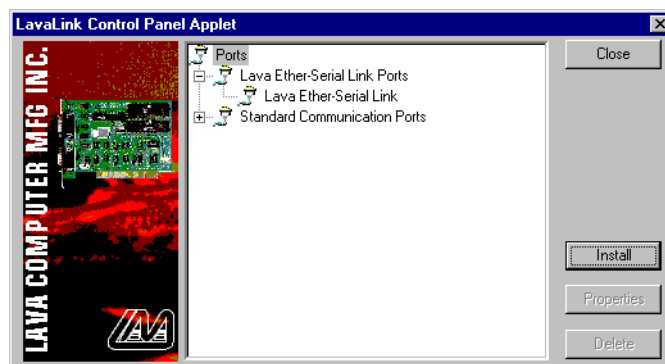 LavaLink Control Panel Applet
LAVA COMPUTER MFG INC.
Ports
Lava Ether-Serial Link Ports
Lava Ether-Serial Link
Standard Communication Ports
Close
Install
Properties
Delete